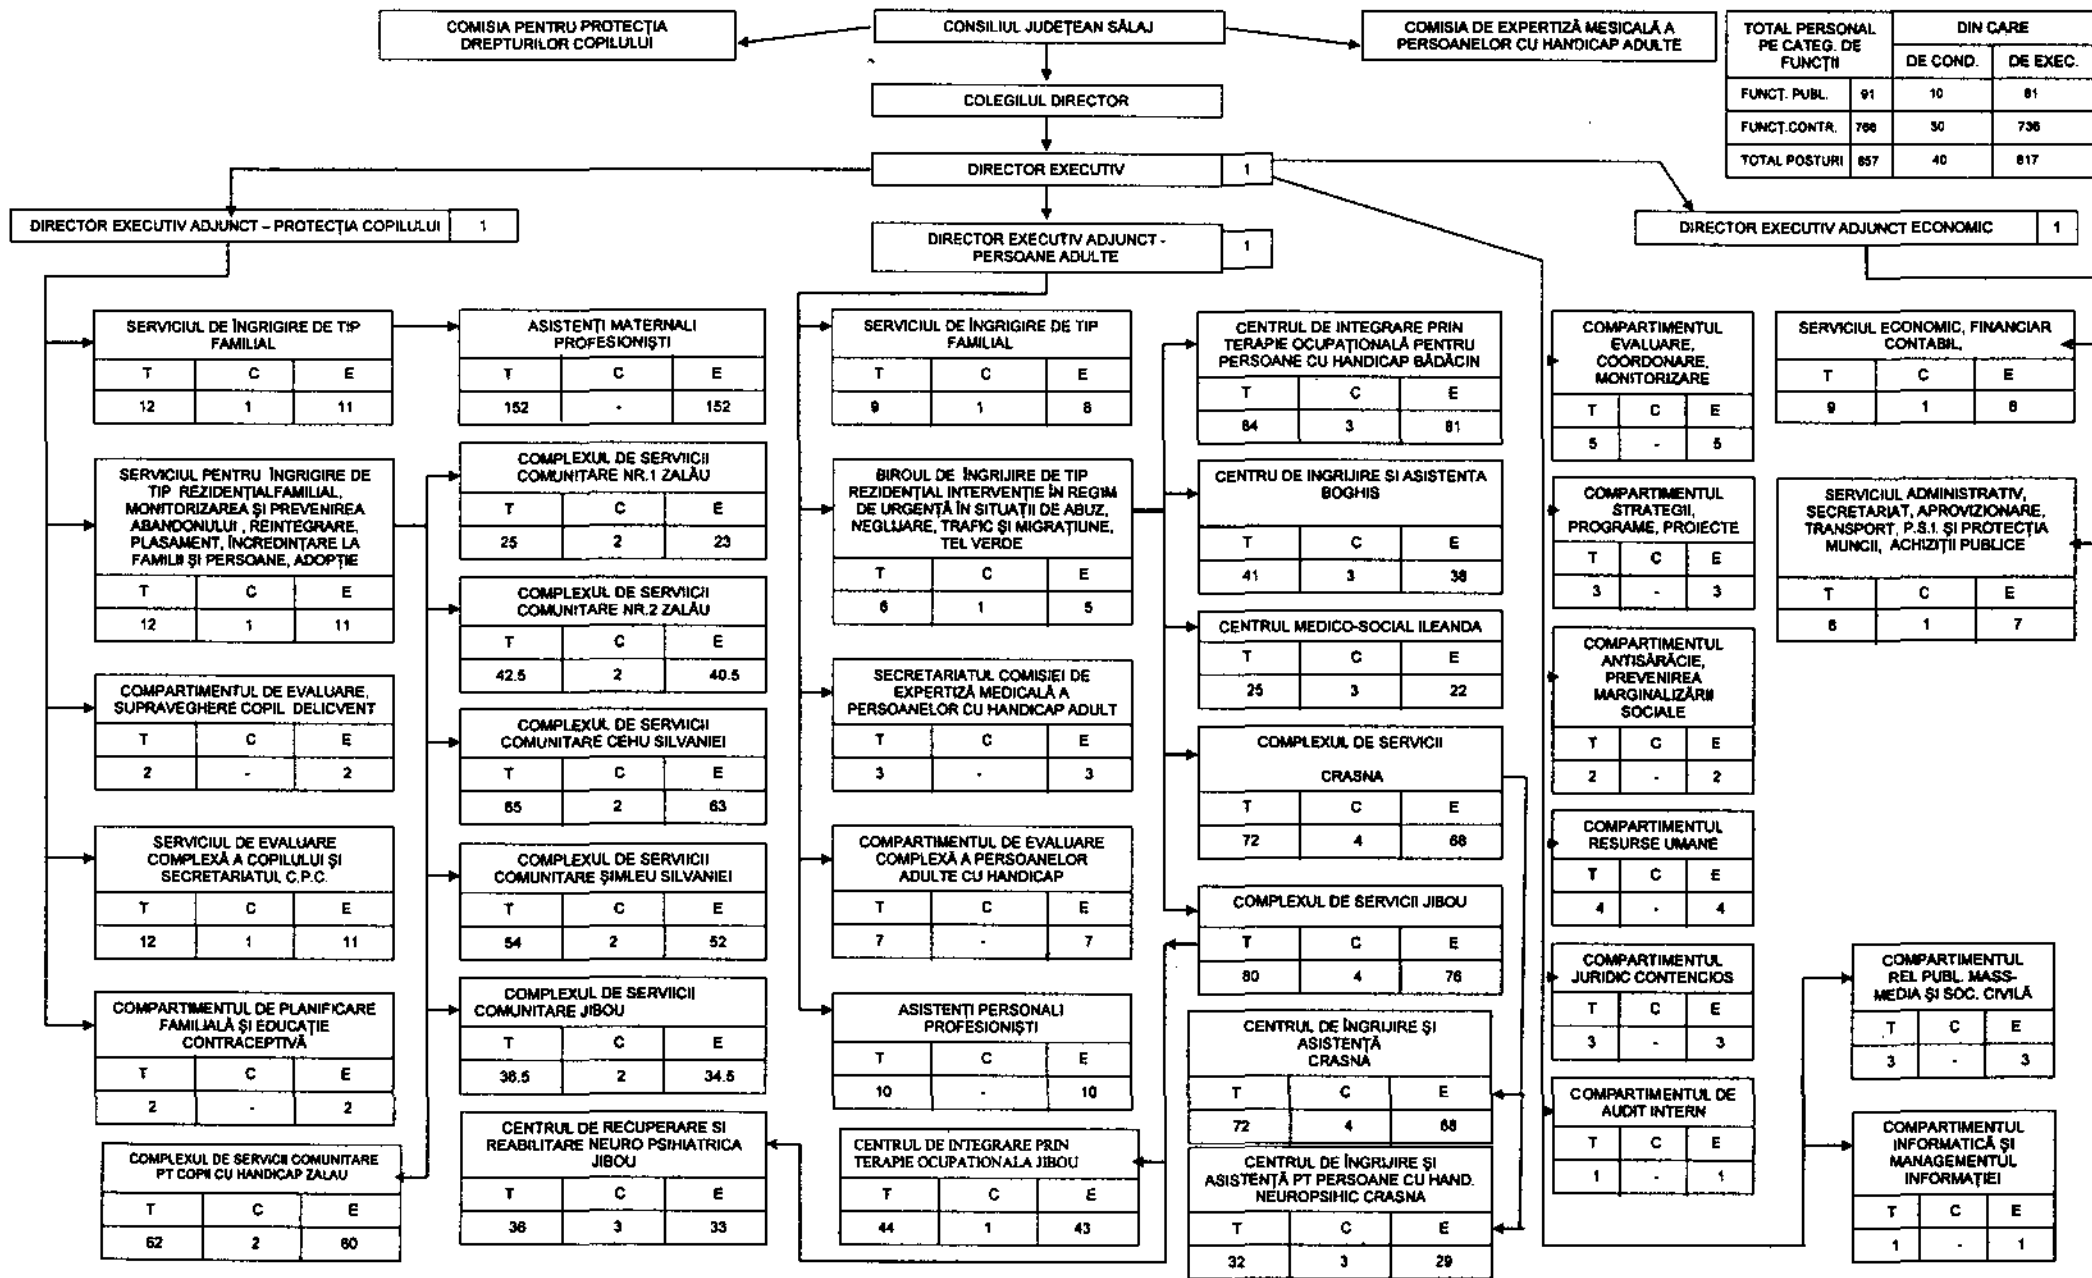 COMISIA PENTRU PROTECȚIA
DREPTURILOR COPILULUI
CONSILIUL JUDEȚEAN SĂLAJ
COMISIA DE EXPERTIZĂ MESICALĂ A
PERSOANELOR CU HANDICAP ADULTE
TOTAL PERSONAL
PE CATEG. DE
FUNCȚII
DIN CARE
DE COND. DE EXEC.
FUNCȚ. PUBL. 91 10 81
FUNCȚ.CONTR. 766 30 736
TOTAL POSTURI 857 40 817
COLEGIUL DIRECTOR
DIRECTOR EXECUTIV 1
DIRECTOR EXECUTIV ADJUNCT – PROTECȚIA COPILULUI 1
DIRECTOR EXECUTIV ADJUNCT -
PERSOANE ADULTE
1
DIRECTOR EXECUTIV ADJUNCT ECONOMIC 1
SERVICIUL DE ÎNGRIGIRE DE TIP
FAMILIAL
T C E
12 1 11
SERVICIUL PENTRU ÎNGRIGIRE DE
TIP REZIDENȚIALFAMILIAL,
MONITORIZAREA ȘI PREVENIREA
ABANDONULUI , REINTEGRARE,
PLASAMENT, ÎNCREDINȚARE LA
FAMILII ȘI PERSOANE, ADOPȚIE
T C E
12 1 11
COMPARTIMENTUL DE EVALUARE,
SUPRAVEGHERE COPIL DELICVENT
T C E
2 - 2
SERVICIUL DE EVALUARE
COMPLEXĂ A COPILULUI ȘI
SECRETARIATUL C.P.C.
T C E
12 1 11
COMPARTIMENTUL DE PLANIFICARE
FAMILIALĂ ȘI EDUCAȚIE
CONTRACEPTIVĂ
T C E
2 - 2
COMPLEXUL DE SERVICII COMUNITARE
PT COPII CU HANDICAP ZALAU
T C E
62 2 60
ASISTENȚI MATERNALI
PROFESIONIȘTI
T C E
152 - 152
COMPLEXUL DE SERVIICII
COMUNITARE NR.1 ZALĂU
T C E
25 2 23
COMPLEXUL DE SERVIICII
COMUNITARE NR.2 ZALĂU
T C E
42.5 2 40.5
COMPLEXUL DE SERVIICII
COMUNITARE CEHU SILVANIEI
T C E
65 2 63
COMPLEXUL DE SERVIICII
COMUNITARE ȘIMLEU SILVANIEI
T C E
54 2 52
COMPLEXUL DE SERVIICII
COMUNITARE JIBOU
T C E
36.5 2 34.5
CENTRUL DE RECUPERARE SI
REABILITARE NEURO PSIHIATRICA
JIBOU
T C E
36 3 33
SERVICIUL DE ÎNGRIGIRE DE TIP
FAMILIAL
T C E
9 1 8
BIROUL DE ÎNGRIJIRE DE TIP
REZIDENȚIAL INTERVENȚIE ÎN REGIM
DE URGENȚĂ ÎN SITUAȚII DE ABUZ,
NEGLIJARE, TRAFIC ȘI MIGRAȚIUNE,
TEL VERDE
T C E
6 1 5
SECRETARIATUL COMISIEI DE
EXPERTIZĂ MEDICALĂ A
PERSOANELOR CU HANDICAP ADULT
T C E
3 - 3
COMPARTIMENTUL DE EVALUARE
COMPLEXĂ A PERSOANELOR
ADULTE CU HANDICAP
T C E
7 - 7
ASISTENȚI PERSONALI
PROFESIONIȘTI
T C E
10 - 10
CENTRUL DE INTEGRARE PRIN
TERAPIE OCUPATIONALA JIBOU
T C E
44 1 43
CENTRUL DE INTEGRARE PRIN
TERAPIE OCUPAȚIONALĂ PENTRU
PERSOANE CU HANDICAP BĂDĂCIN
T C E
84 3 81
CENTRU DE INGRIJIRE SI ASISTENTA
BOGHIS
T C E
41 3 38
CENTRUL MEDICO-SOCIAL ILEANDA
T C E
25 3 22
COMPLEXUL DE SERVICII
CRASNA
T C E
72 4 68
COMPLEXUL DE SERVICII JIBOU
T C E
80 4 76
CENTRUL DE ÎNGRIJIRE ȘI
ASISTENȚĂ
CRASNA
T C E
72 4 68
CENTRUL DE ÎNGRIJIRE ȘI
ASISTENȚĂ PT PERSOANE CU HAND.
NEUROPSIHIC CRASNA
T C E
32 3 29
COMPARTIMENTUL
EVALUARE,
COORDONARE,
MONITORIZARE
T C E
5 - 5
COMPARTIMENTUL
STRATEGII,
PROGRAME, PROIECTE
T C E
3 - 3
COMPARTIMENTUL
ANTISĂRĂCIE,
PREVENIREA
MARGINALIZĂRII
SOCIALE
T C E
2 - 2
COMPARTIMENTUL
RESURSE UMANE
T C E
4 - 4
COMPARTIMENTUL
JURIDIC CONTENCIOS
T C E
3 - 3
COMPARTIMENTUL DE
AUDIT INTERN
T C E
1 - 1
SERVICIUL ECONOMIC, FINANCIAR
CONTABIL,
T C E
9 1 8
SERVICIUL ADMINISTRATIV,
SECRETARIAT, APROVIZIONARE,
TRANSPORT, P.S.I. ȘI PROTECȚIA
MUNCII, ACHIZIȚII PUBLICE
T C E
8 1 7
COMPARTIMENTUL
REL PUBL. MASS-
MEDIA ȘI SOC. CIVILĂ
T C E
3 - 3
COMPARTIMENTUL
INFORMATICĂ ȘI
MANAGEMENTUL
INFORMAȚIEI
T C E
1 - 1